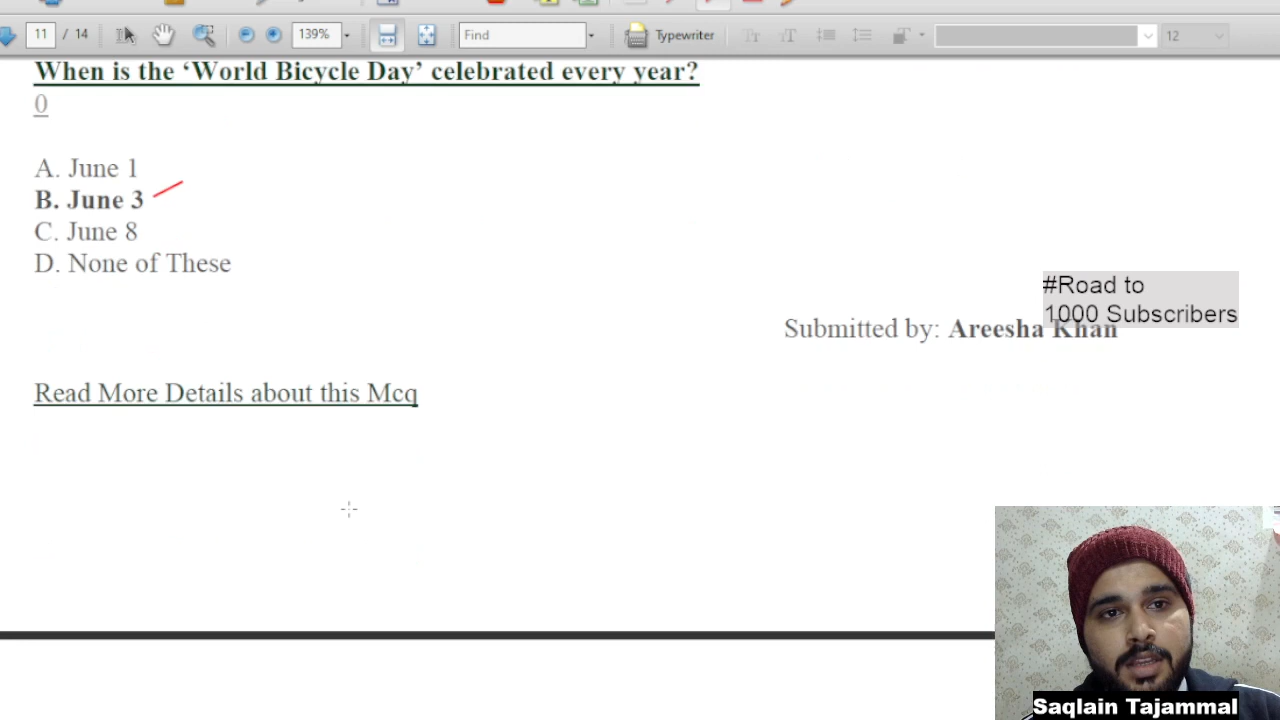 11 / 14 139% Find Typewriter 12
When is the ‘World Bicycle Day’ celebrated every year?
0
A. June 1
B. June 3
C. June 8
D. None of These
#Road to
1000 Subscribers
Submitted by: Areesha Khan
Read More Details about this Mcq
Saqlain Tajammal